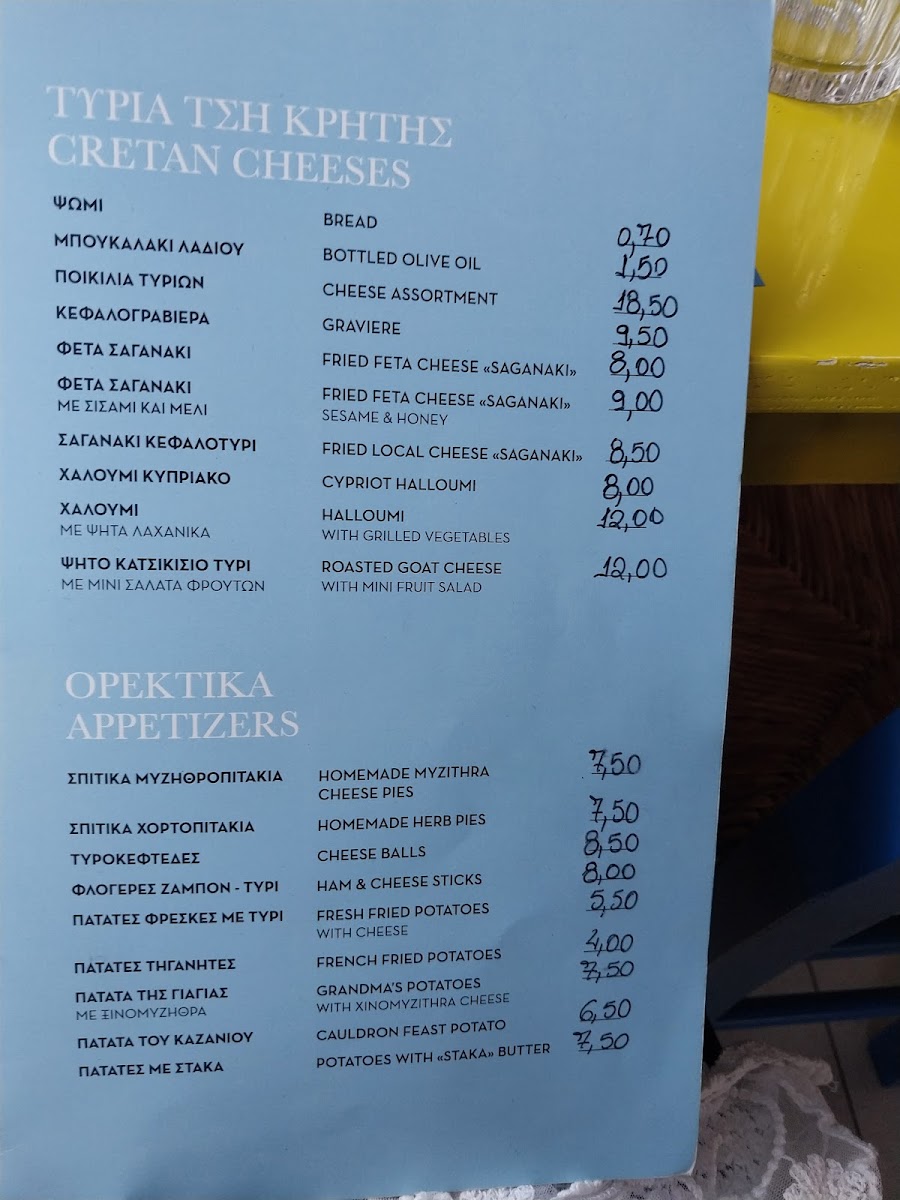 ΤΥΡΙΑ ΤΣΗ ΚΡΗΤΗΣ
CRETAN CHEESES
ΨΩΜΙ BREAD 0,70
ΜΠΟΥΚΑΛΑΚΙ ΛΑΔΙΟΥ BOTTLED OLIVE OIL 1,50
ΠΟΙΚΙΛΙΑ ΤΥΡΙΩΝ CHEESE ASSORTMENT 18,50
ΚΕΦΑΛΟΓΡΑΒΙΕΡΑ GRAVIERE 9,50
ΦΕΤΑ ΣΑΓΑΝΑΚΙ FRIED FETA CHEESE «SAGANAKI» 8,00
ΦΕΤΑ ΣΑΓΑΝΑΚΙ FRIED FETA CHEESE «SAGANAKI» 9,00
ΜΕ ΣΙΣΑΜΙ ΚΑΙ ΜΕΛΙ SESAME & HONEY
ΣΑΓΑΝΑΚΙ ΚΕΦΑΛΟΤΥΡΙ FRIED LOCAL CHEESE «SAGANAKI» 8,50
ΧΑΛΟΥΜΙ ΚΥΠΡΙΑΚΟ CYPRIOT HALLOUMI 8,00
ΧΑΛΟΥΜΙ HALLOUMI 12,00
ΜΕ ΨΗΤΑ ΛΑΧΑΝΙΚΑ WITH GRILLED VEGETABLES
ΨΗΤΟ ΚΑΤΣΙΚΙΣΙΟ ΤΥΡΙ ROASTED GOAT CHEESE 12,00
ΜΕ ΜΙΝΙ ΣΑΛΑΤΑ ΦΡΟΥΤΩΝ WITH MINI FRUIT SALAD
ΟΡΕΚΤΙΚΑ
APPETIZERS
ΣΠΙΤΙΚΑ ΜΥΖΗΘΡΟΠΙΤΑΚΙΑ HOMEMADE MYZITHRA 7,50
CHEESE PIES
ΣΠΙΤΙΚΑ ΧΟΡΤΟΠΙΤΑΚΙΑ HOMEMADE HERB PIES 7,50
ΤΥΡΟΚΕΦΤΕΔΕΣ CHEESE BALLS 8,50
ΦΛΟΓΕΡΕΣ ΖΑΜΠΟΝ - ΤΥΡΙ HAM & CHEESE STICKS 8,00
ΠΑΤΑΤΕΣ ΦΡΕΣΚΕΣ ΜΕ ΤΥΡΙ FRESH FRIED POTATOES 5,50
WITH CHEESE
ΠΑΤΑΤΕΣ ΤΗΓΑΝΗΤΕΣ FRENCH FRIED POTATOES 4,00
ΠΑΤΑΤΑ ΤΗΣ ΓΙΑΓΙΑΣ GRANDMA'S POTATOES 7,50
ΜΕ ΞΙΝΟΜΥΖΗΘΡΑ WITH XINOMYZITHRA CHEESE
ΠΑΤΑΤΑ ΤΟΥ ΚΑΖΑΝΙΟΥ CAULDRON FEAST POTATO 6,50
ΠΑΤΑΤΕΣ ΜΕ ΣΤΑΚΑ POTATOES WITH «STAKA» BUTTER 7,50